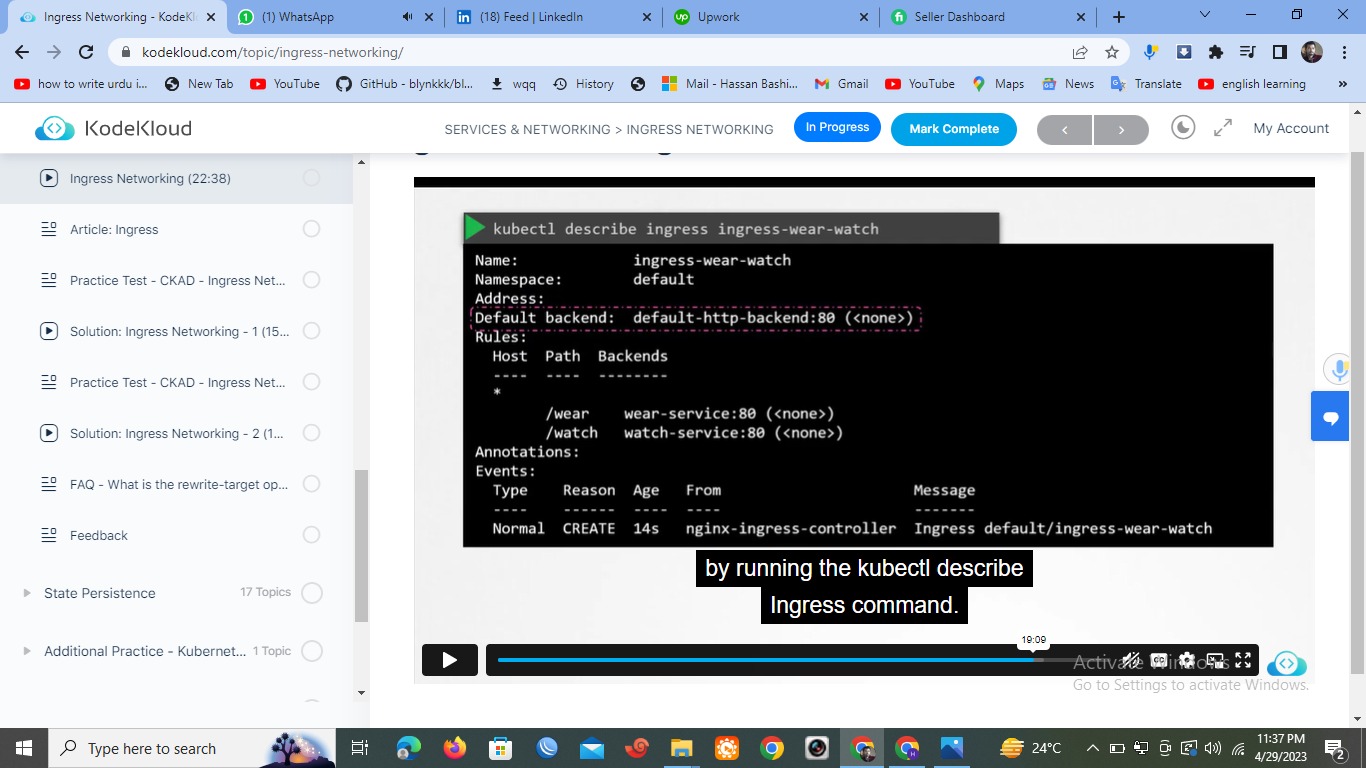 Ingress Networking - KodeKl
(1) WhatsApp
(18) Feed | LinkedIn
Upwork
Seller Dashboard
kodekloud.com/topic/ingress-networking/
how to write urdu i...
New Tab
YouTube
GitHub - blynkkk/bl...
wqq
History
Mail - Hassan Bashi...
Gmail
YouTube
Maps
News
Translate
english learning
KodeKloud
SERVICES & NETWORKING > INGRESS NETWORKING
In Progress
Mark Complete
My Account
Ingress Networking (22:38)
Article: Ingress
Practice Test - CKAD - Ingress Net...
Solution: Ingress Networking - 1 (15...
Practice Test - CKAD - Ingress Net...
Solution: Ingress Networking - 2 (1...
FAQ - What is the rewrite-target op...
Feedback
State Persistence 17 Topics
Additional Practice - Kubernet... 1 Topic
kubectl describe ingress ingress-wear-watch
Name: ingress-wear-watch
Namespace: default
Address:
Default backend: default-http-backend:80 (<none>)
Rules:
Host Path Backends
---- ---- --------
*
/wear wear-service:80 (<none>)
/watch watch-service:80 (<none>)
Annotations:
Events:
Type Reason Age From Message
---- ------ ---- ---- -------
Normal CREATE 14s nginx-ingress-controller Ingress default/ingress-wear-watch
by running the kubectl describe
Ingress command.
19:09
Activate Windows
Go to Settings to activate Windows.
Type here to search
24°C
11:37 PM
4/29/2023
2